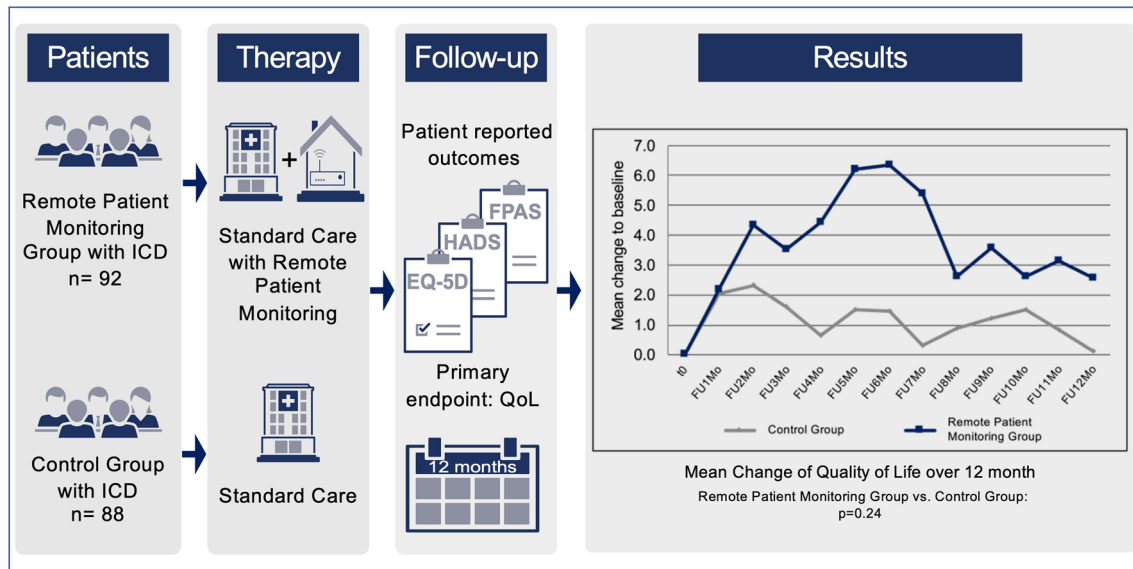 Patients
Remote Patient
Monitoring
Group with ICD
n= 92
Control Group
with ICD
n= 88
Therapy
+
Standard Care
with Remote
Patient
Monitoring
Standard Care
Follow-up
Patient reported
outcomes
FPAS
HADS
EQ-5D
Primary
endpoint: QoL
12 months
Results
Mean change to baseline
7.0
6.0
5.0
4.0
3.0
2.0
1.0
0.0
t0
FU1Mo
FU2Mo
FU3Mo
FU4Mo
FU5Mo
FU6Mo
FU7Mo
FU8Mo
FU9Mo
FU10Mo
FU11Mo
FU12Mo
Control Group
Remote Patient
Monitoring Group
Mean Change of Quality of Life over 12 month
Remote Patient Monitoring Group vs. Control Group:
p=0.24